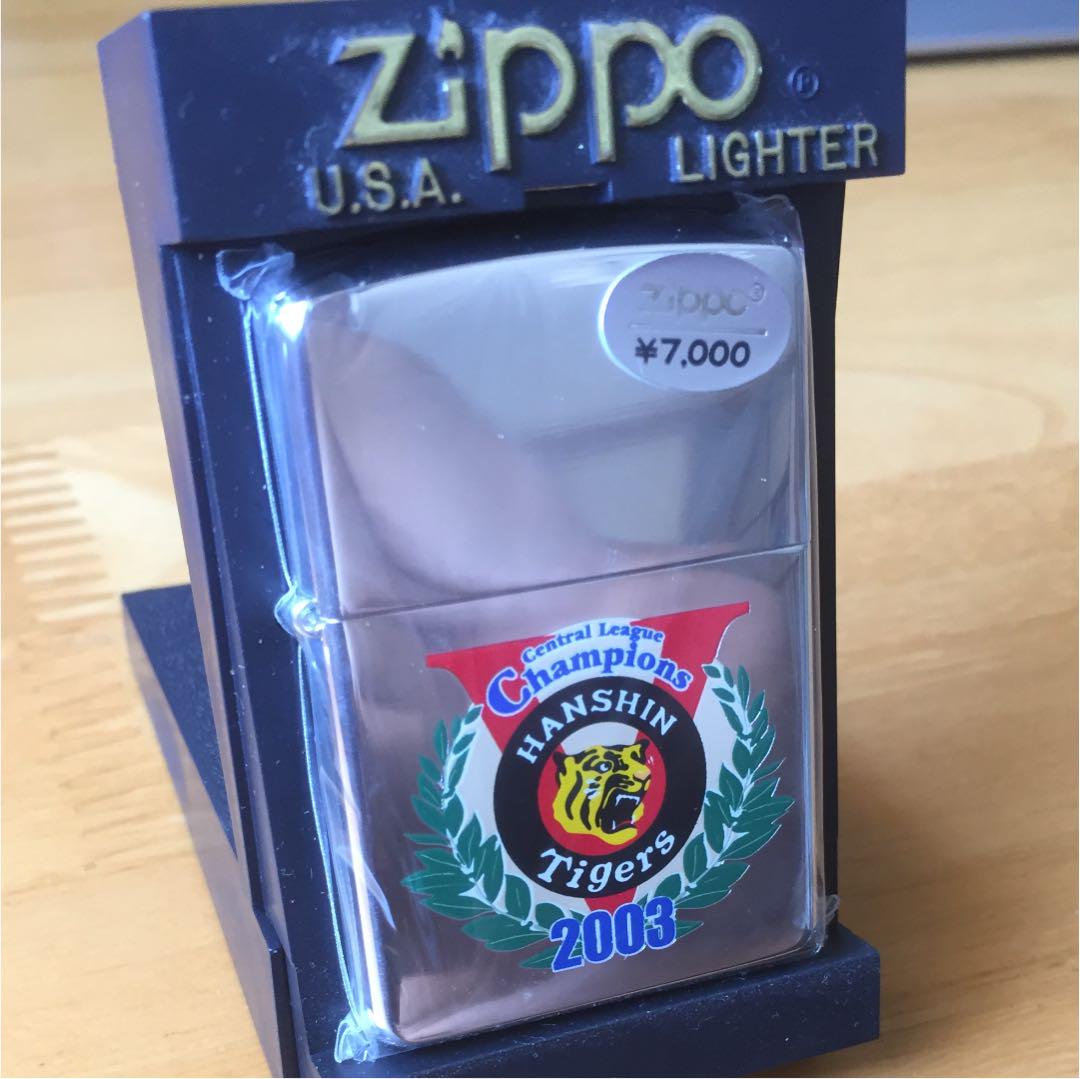 Zippo ®
U.S.A. LIGHTER
Zippo®
¥7,000
Central League
Champions
HANSHIN
Tigers
2003